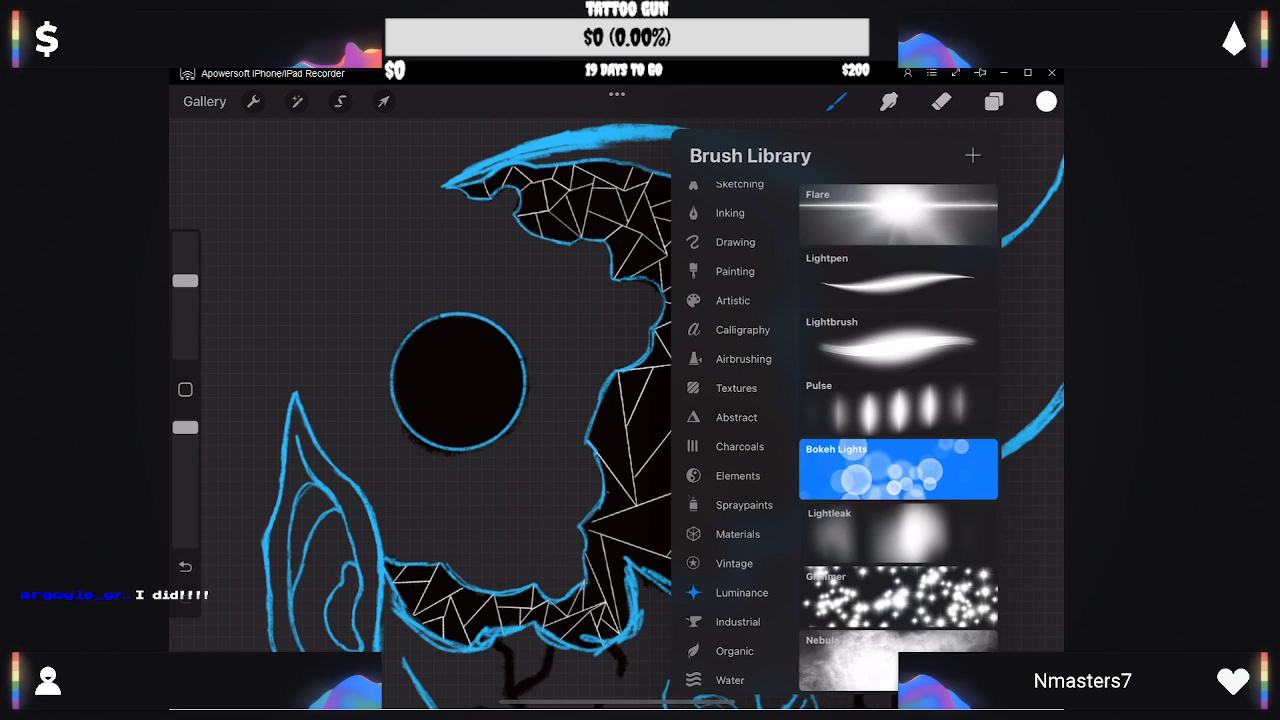 TATTOO GUN
$
$0 (0.00%)
$0
19 DAYS TO GO
$200
Apowersoft IPhone/iPad Recorder
Gallery
Brush Library
Sketching
Inking
Drawing
Painting
Artistic
Calligraphy
Airbrushing
Textures
Abstract
Charcoals
Elements
Spraypaints
Materials
Vintage
Luminance
Industrial
Organic
Water
Flare
Lightpen
Lightbrush
Pulse
Bokeh Lights
Lightleak
Glimmer
Nebula
argoyle_or… I did!!!!
Nmasters7